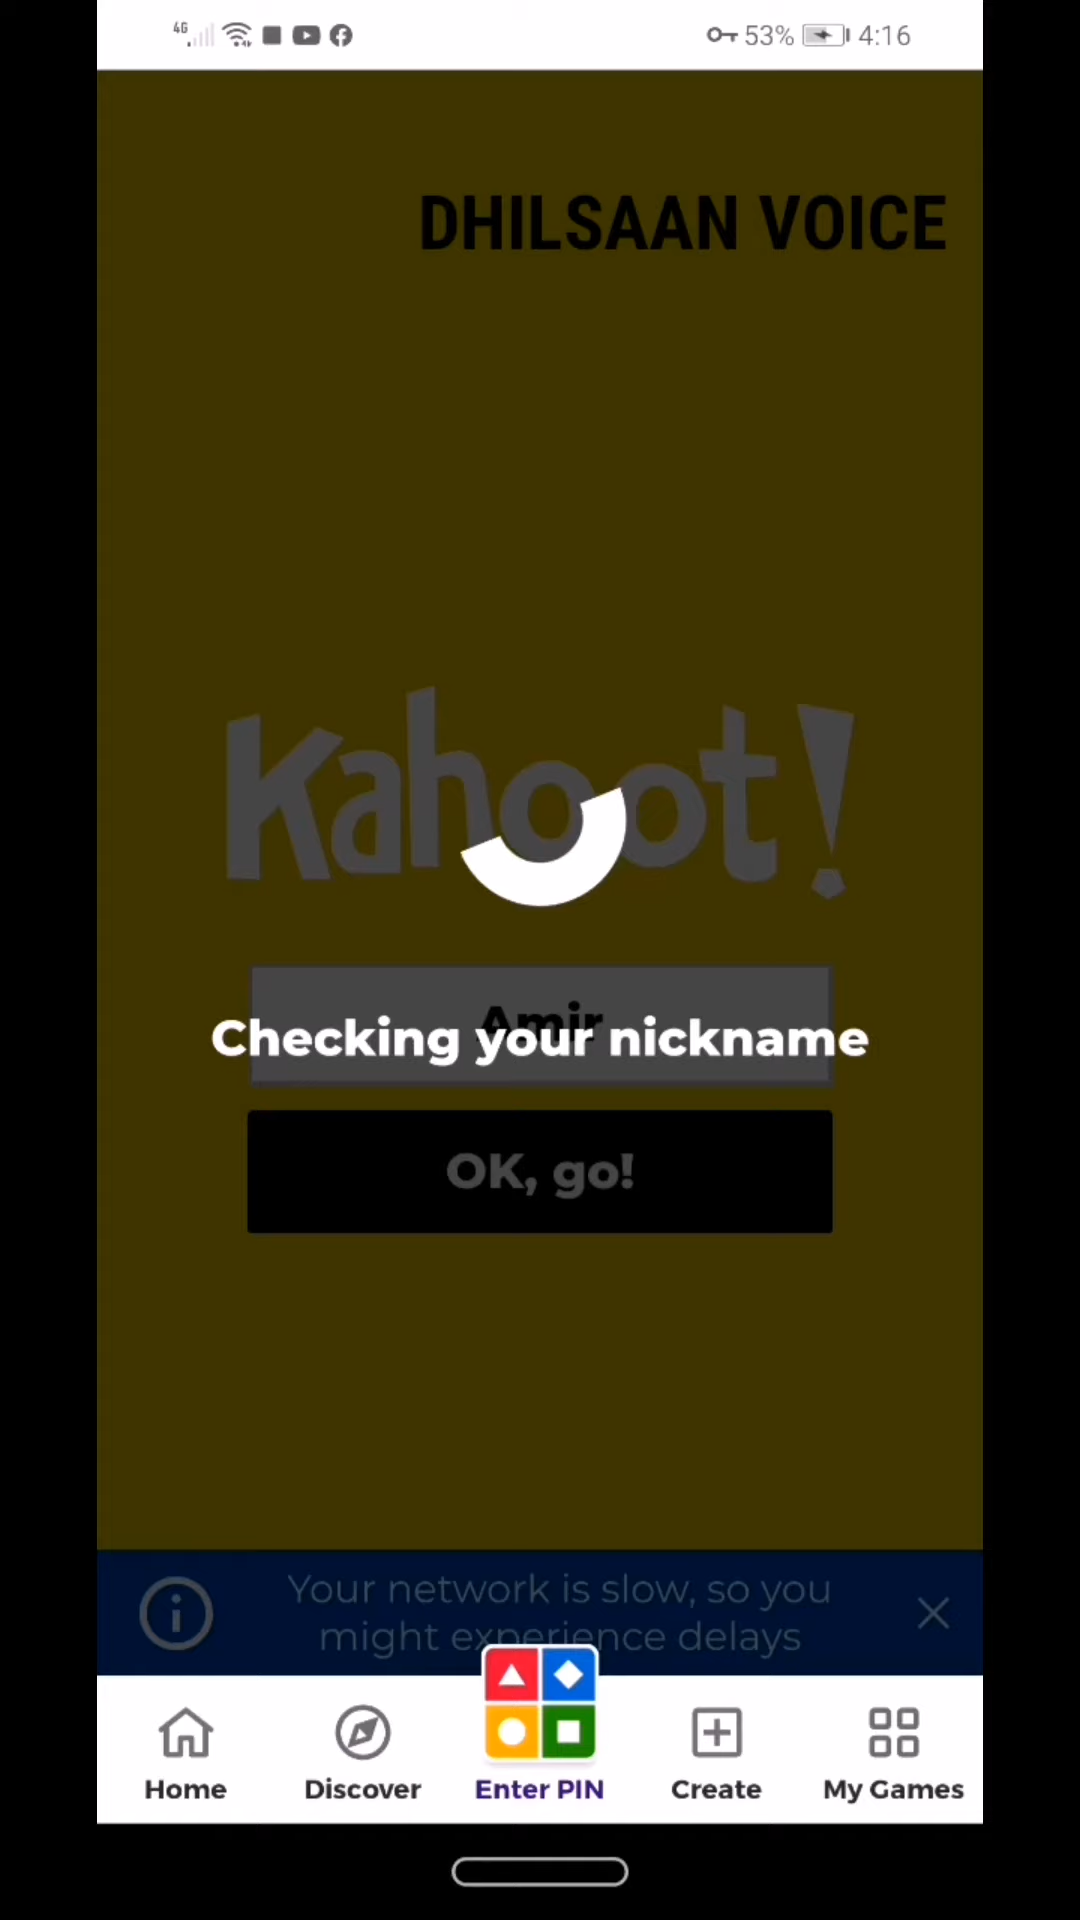 4G 53% 4:16
DHILSAAN VOICE
Kahoot!
Amir
Checking your nickname
OK, go!
Your network is slow, so you
might experience delays
Home Discover Enter PIN Create My Games